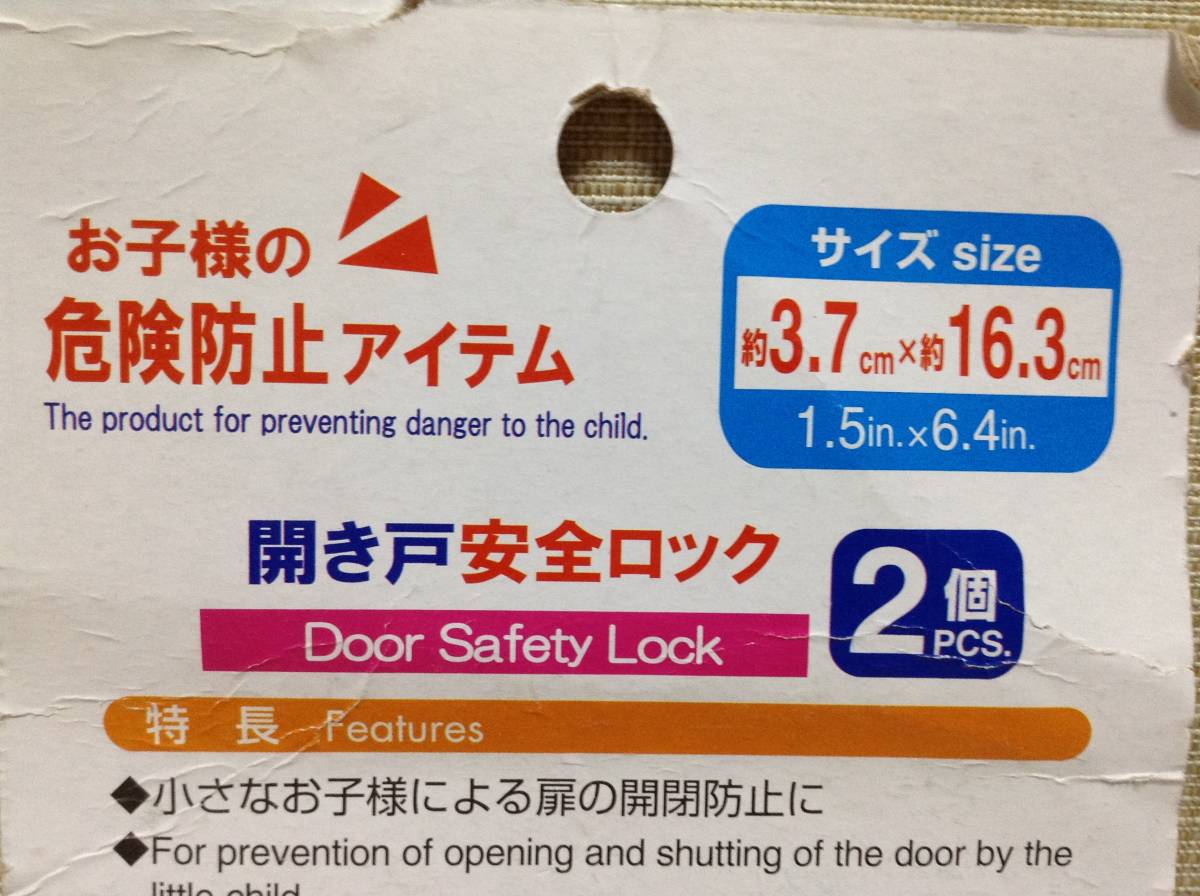 お子様の
危険防止アイテム
The product for preventing danger to the child.
サイズ size
約3.7cm×約16.3cm
1.5in.×6.4in.
開き戸安全ロック
Door Safety Lock
2個
PCS.
特長 Features
◆小さなお子様による扉の開閉防止に
◆For prevention of opening and shutting of the door by the
little child